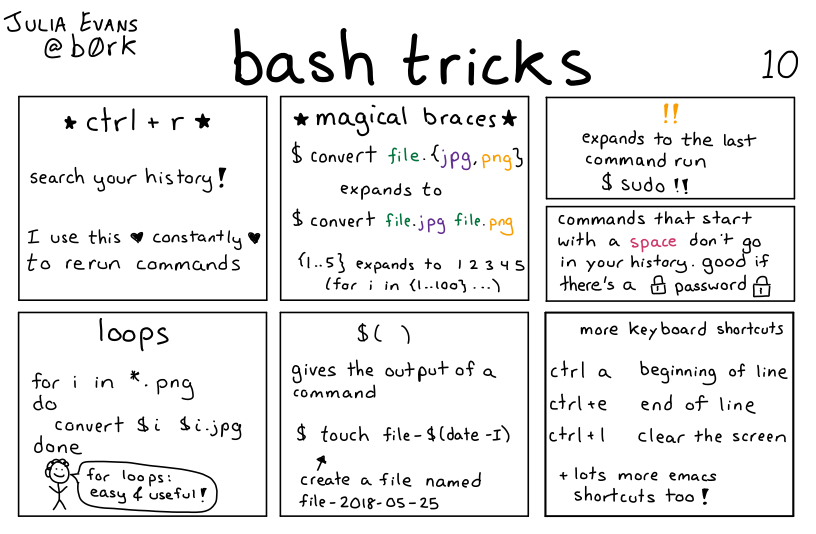 JULIA EVANS
@b0rk
bash tricks
10
★ ctrl + r ★
search your history!
I use this ♥ constantly ♥
to rerun commands
★ magical braces ★
$ convert file.{jpg,png}
expands to
$ convert file.jpg file.png
{1..5} expands to 1 2 3 4 5
(for i in {1..100} ...)
!!
expands to the last
command run
$ sudo !!
commands that start
with a space don't go
in your history. good if
there's a 🔒 password 🔒
loops
for i in *.png
do
convert $i $i.jpg
done
for loops:
easy & useful!
$( )
gives the output of a
command
$ touch file-$(date -I)
create a file named
file-2018-05-25
more keyboard shortcuts
ctrl a beginning of line
ctrl+e end of line
ctrl+l clear the screen
+ lots more emacs
shortcuts too!